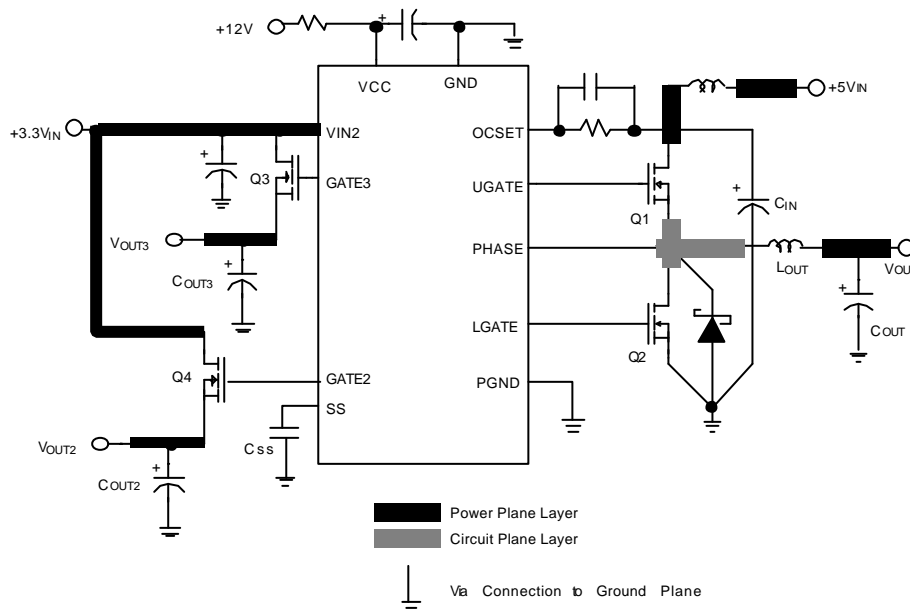 +12V
VCC
GND
+5VIN
+3.3VIN
VIN2
OCSET
+
Q3
GATE3
UGATE
Q1
+
CIN
VOUT3
PHASE
LOUT
VOU
+
COUT3
+
COUT
LGATE
Q2
Q4
GATE2
PGND
SS
VOUT2
Css
+
COUT2
Power Plane Layer
Circuit Plane Layer
Via Connection to Ground Plane